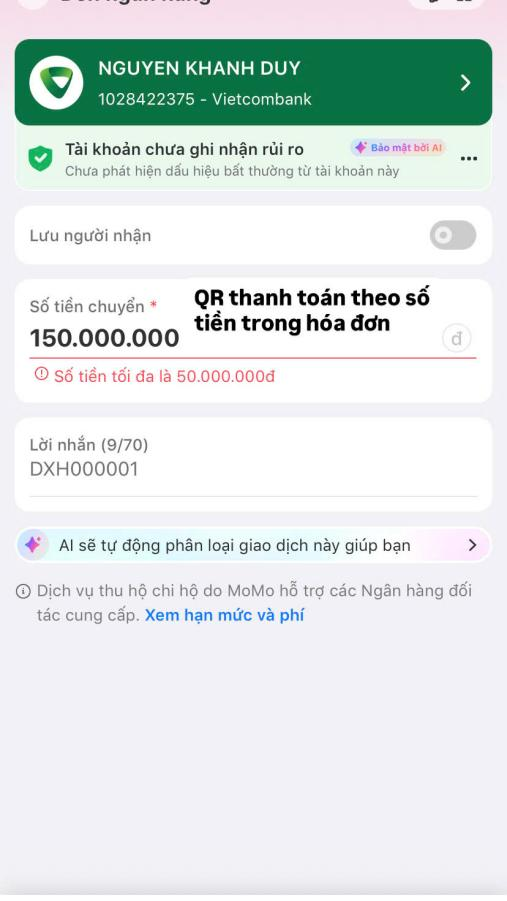 NGUYEN KHANH DUY
1028422375 - Vietcombank
Tài khoản chưa ghi nhận rủi ro
Bảo mật bởi AI
Chưa phát hiện dấu hiệu bất thường từ tài khoản này
Lưu người nhận
QR thanh toán theo số
tiền trong hóa đơn
Số tiền chuyển *
150.000.000
đ
Số tiền tối đa là 50.000.000đ
Lời nhắn (9/70)
DXH000001
AI sẽ tự động phân loại giao dịch này giúp bạn
Dịch vụ thu hộ chi hộ do MoMo hỗ trợ các Ngân hàng đối
tác cung cấp. Xem hạn mức và phí